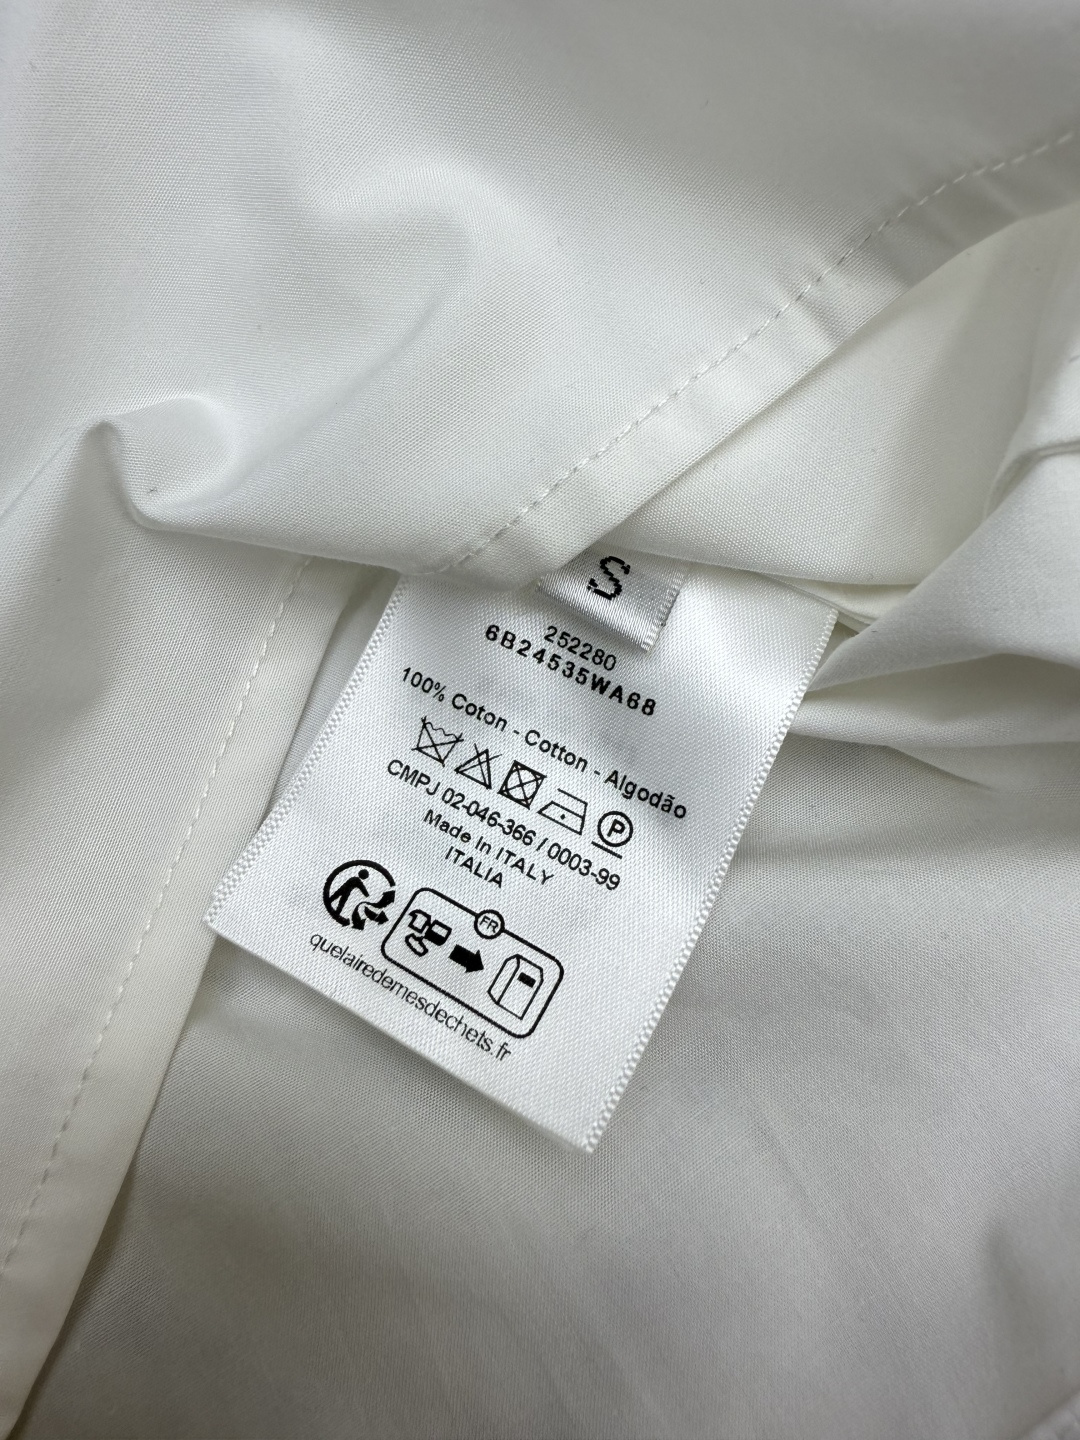 S
252280
6B24535WA68
100% Coton - Cotton - Algodão
P
CMPJ 02-046-366 / 0003-99
Made In ITALY
ITALIA
FR
quelairedemesdechets.fr